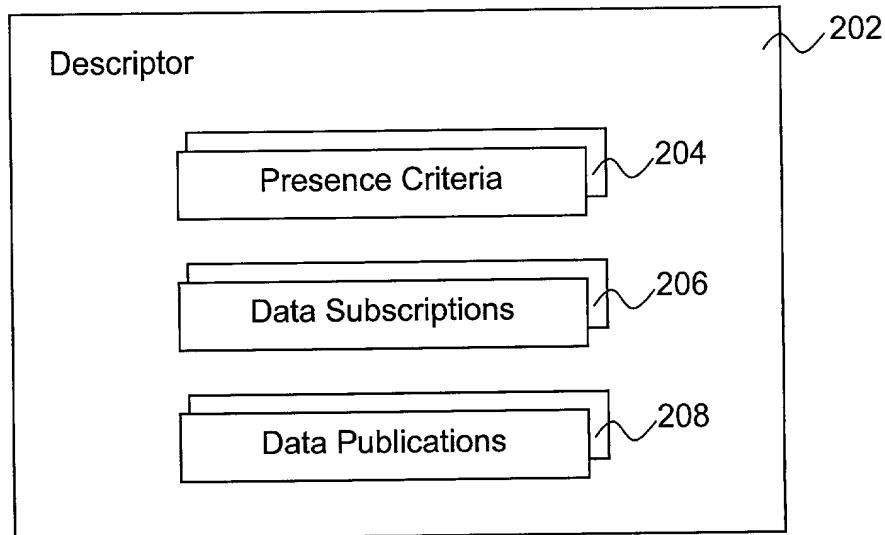 202
Descriptor
Presence Criteria
204
Data Subscriptions
206
Data Publications
208